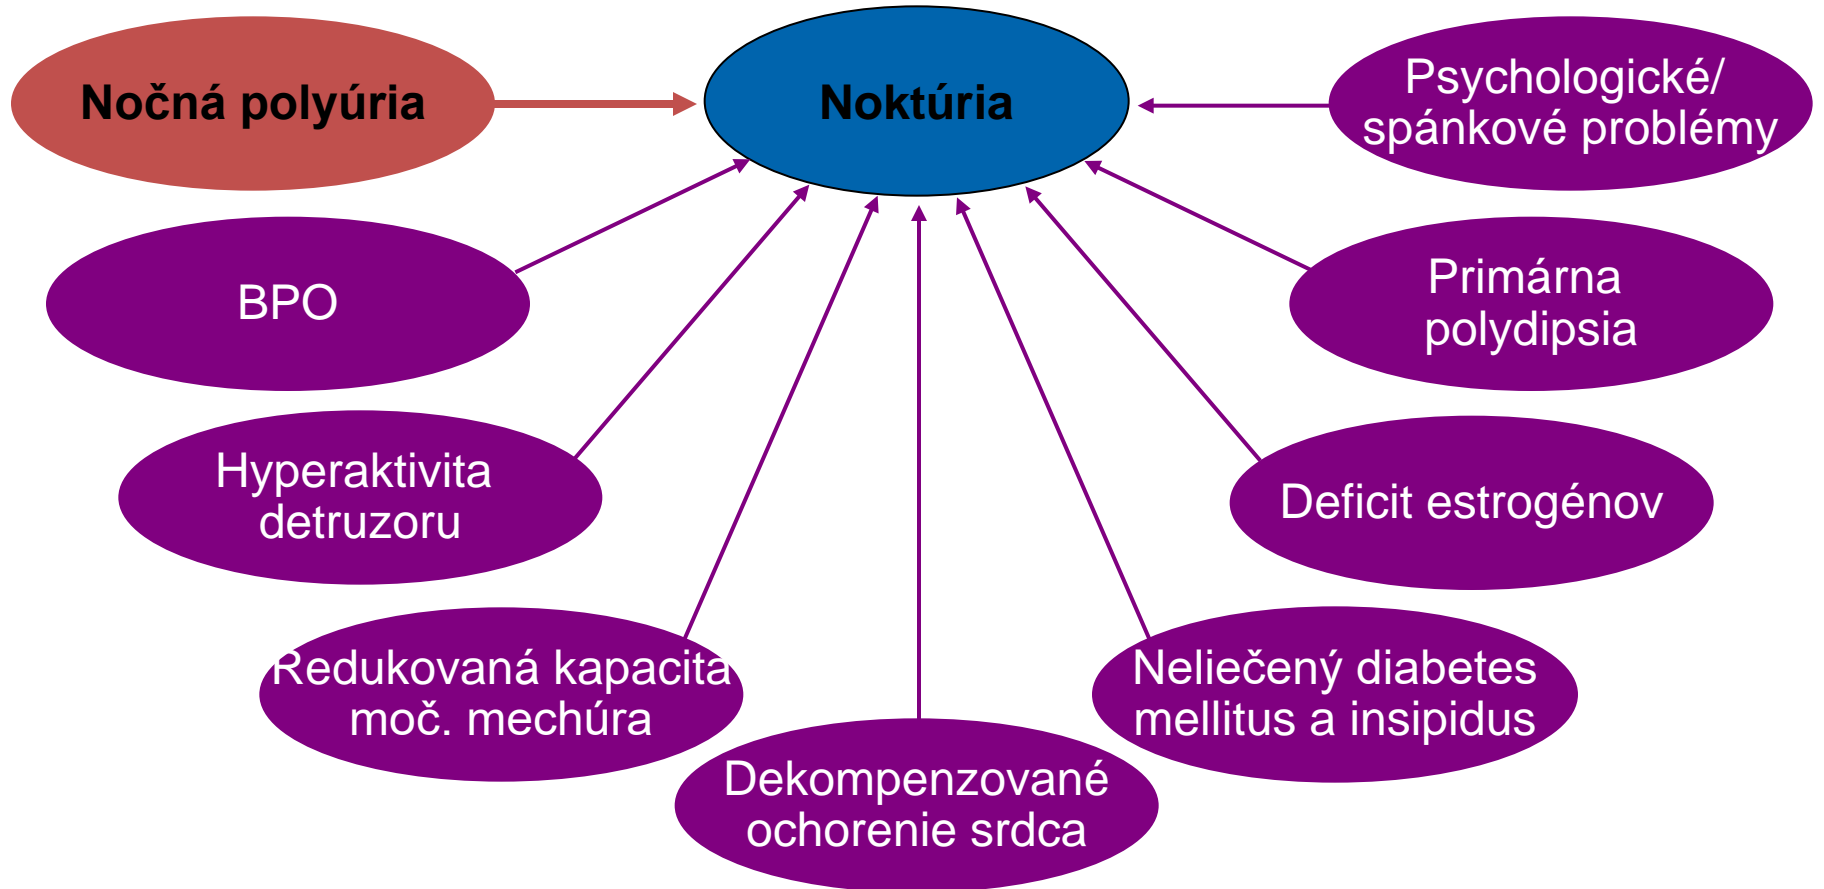 Nočná polyúria
Noktúria
Psychologické/
spánkové problémy
BPO
Primárna
polydipsia
Hyperaktivita
detruzoru
Deficit estrogénov
Redukovaná kapacita
moč. mechúra
Neliečený diabetes
mellitus a insipidus
Dekompenzované
ochorenie srdca